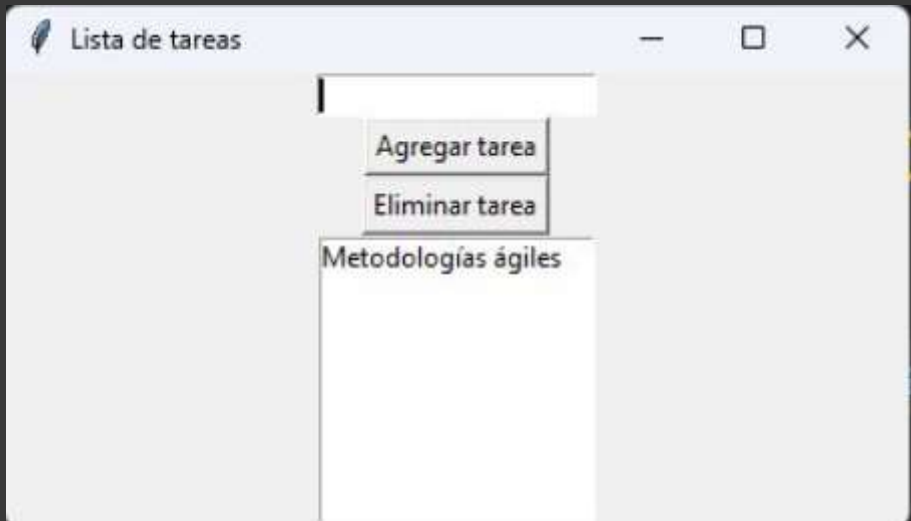 Lista de tareas
Agregar tarea
Eliminar tarea
Metodologías ágiles